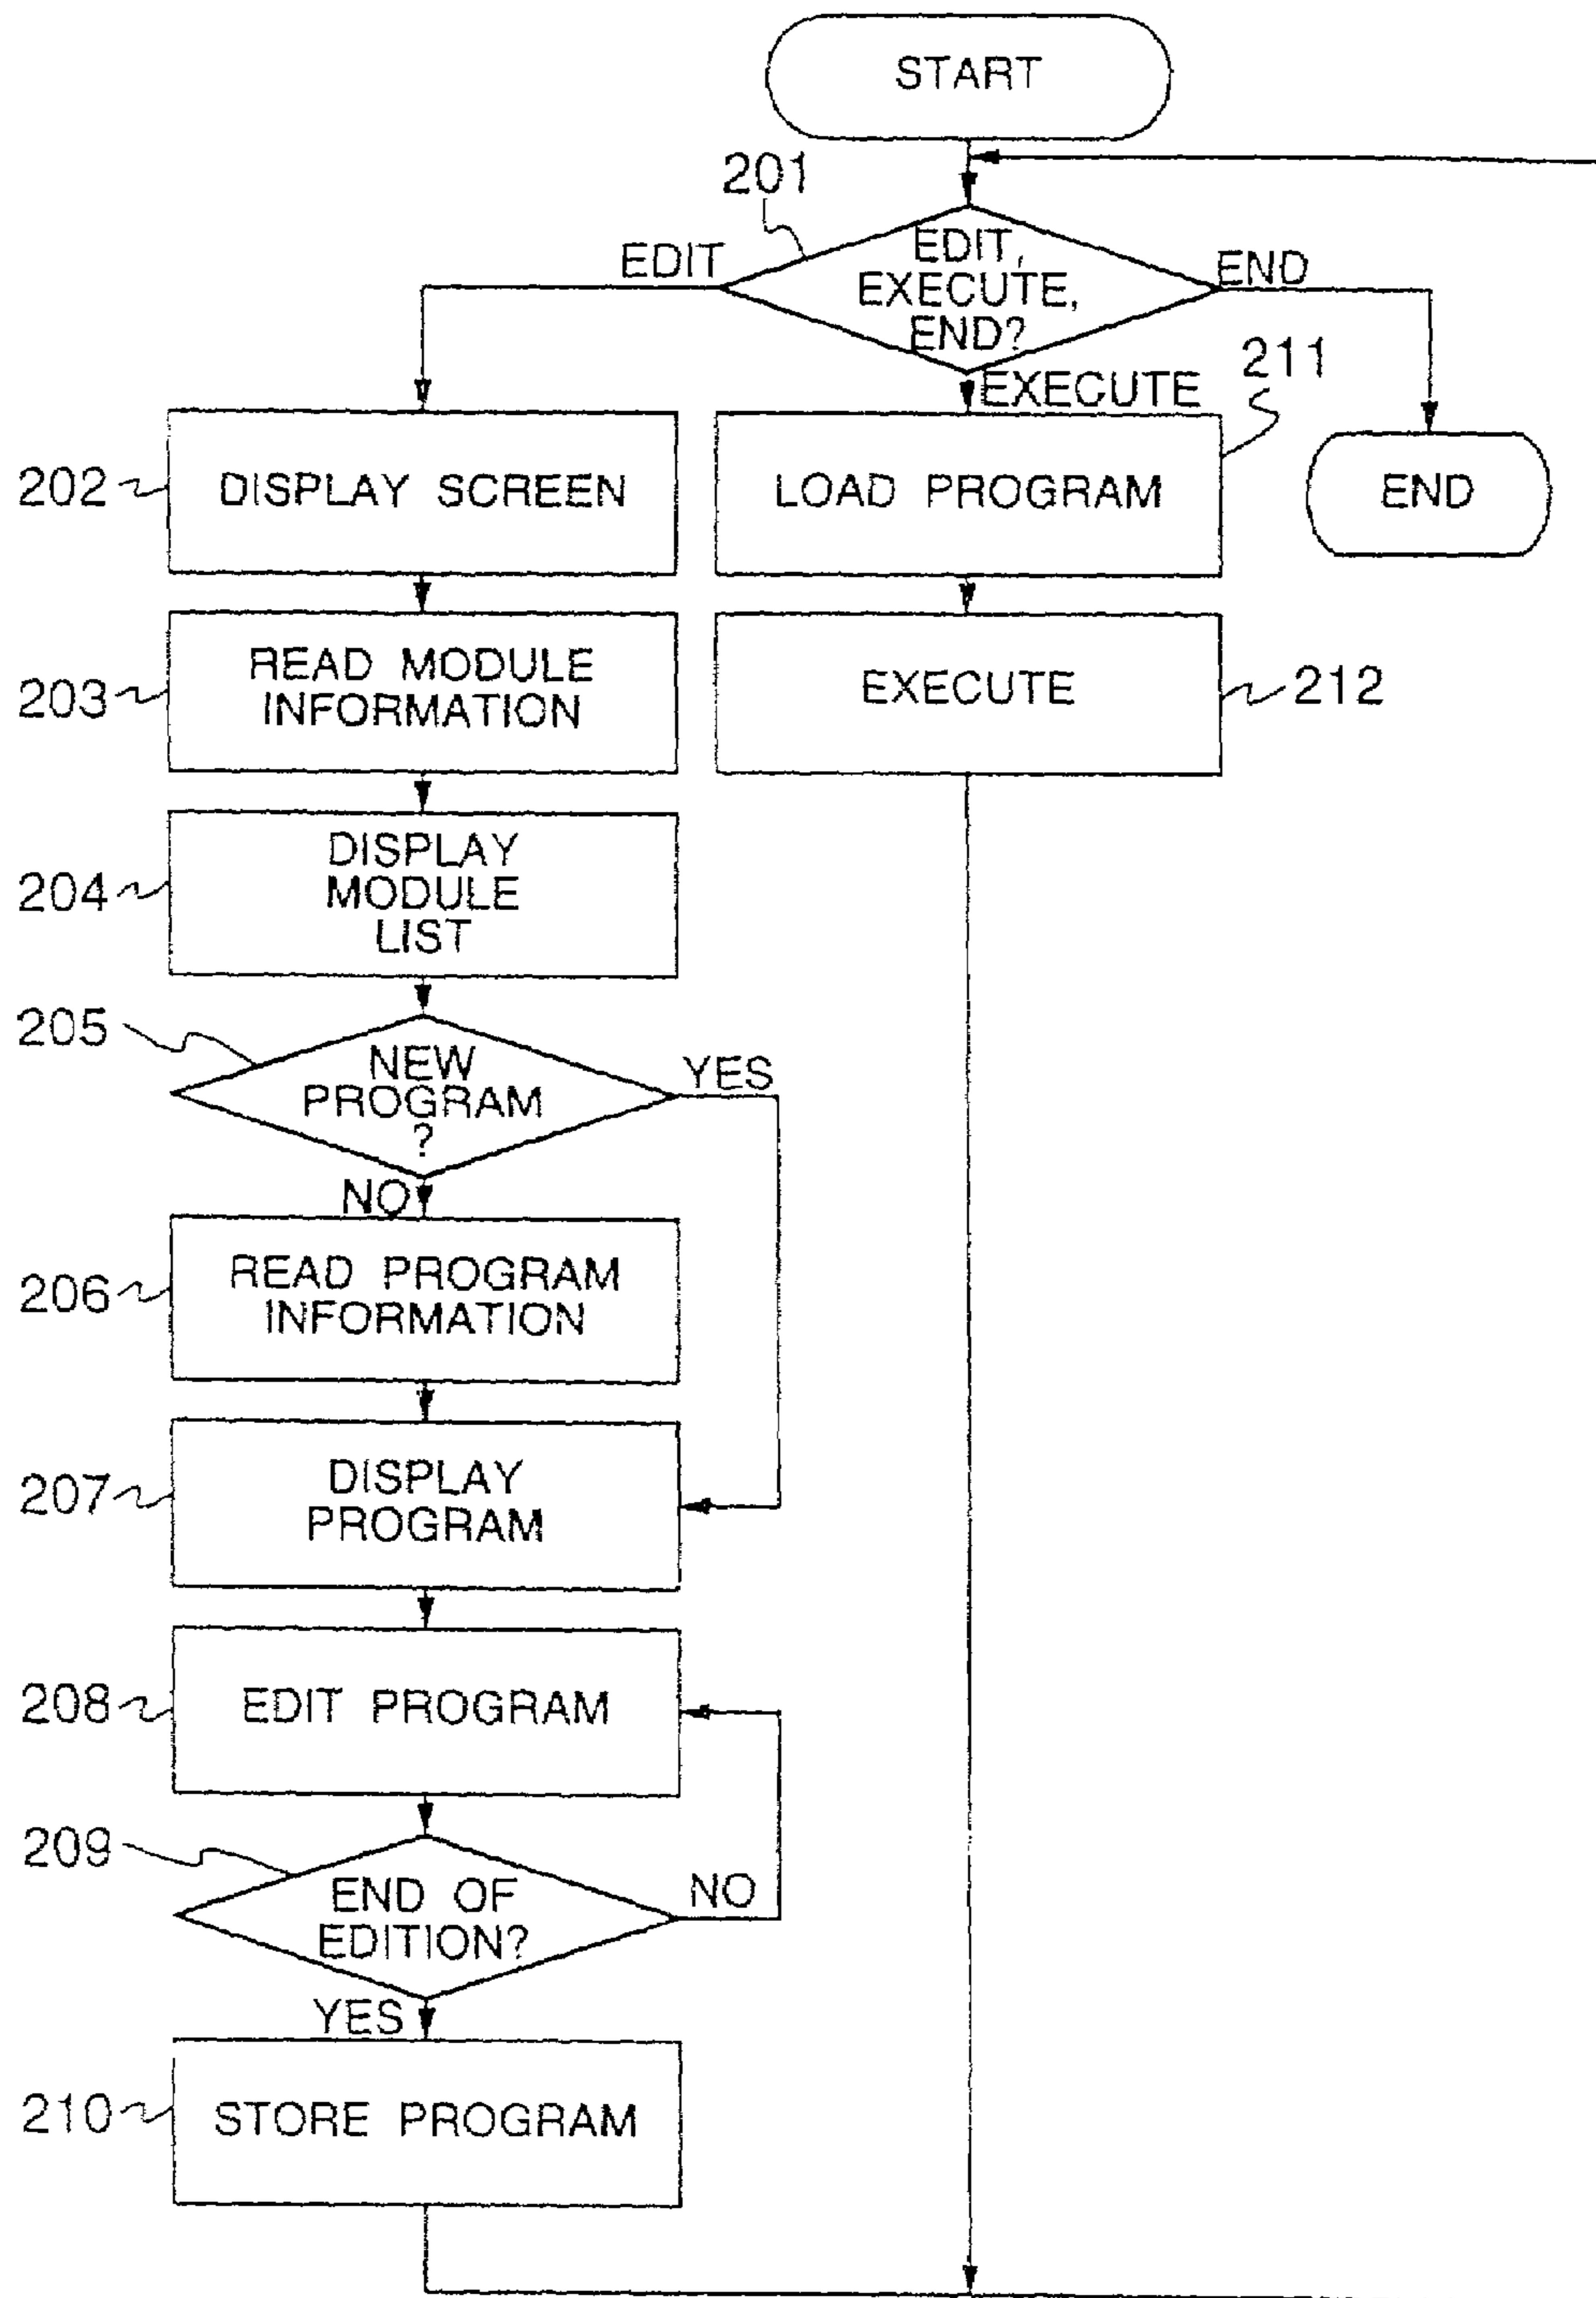 START
201
EDIT
EDIT,
EXECUTE,
END?
END
EXECUTE
211
202
DISPLAY SCREEN
LOAD PROGRAM
END
203
READ MODULE
INFORMATION
EXECUTE
212
204
DISPLAY
MODULE
LIST
205
NEW
PROGRAM
?
YES
NO
206
READ PROGRAM
INFORMATION
207
DISPLAY
PROGRAM
208
EDIT PROGRAM
209
END OF
EDITION?
NO
YES
210
STORE PROGRAM